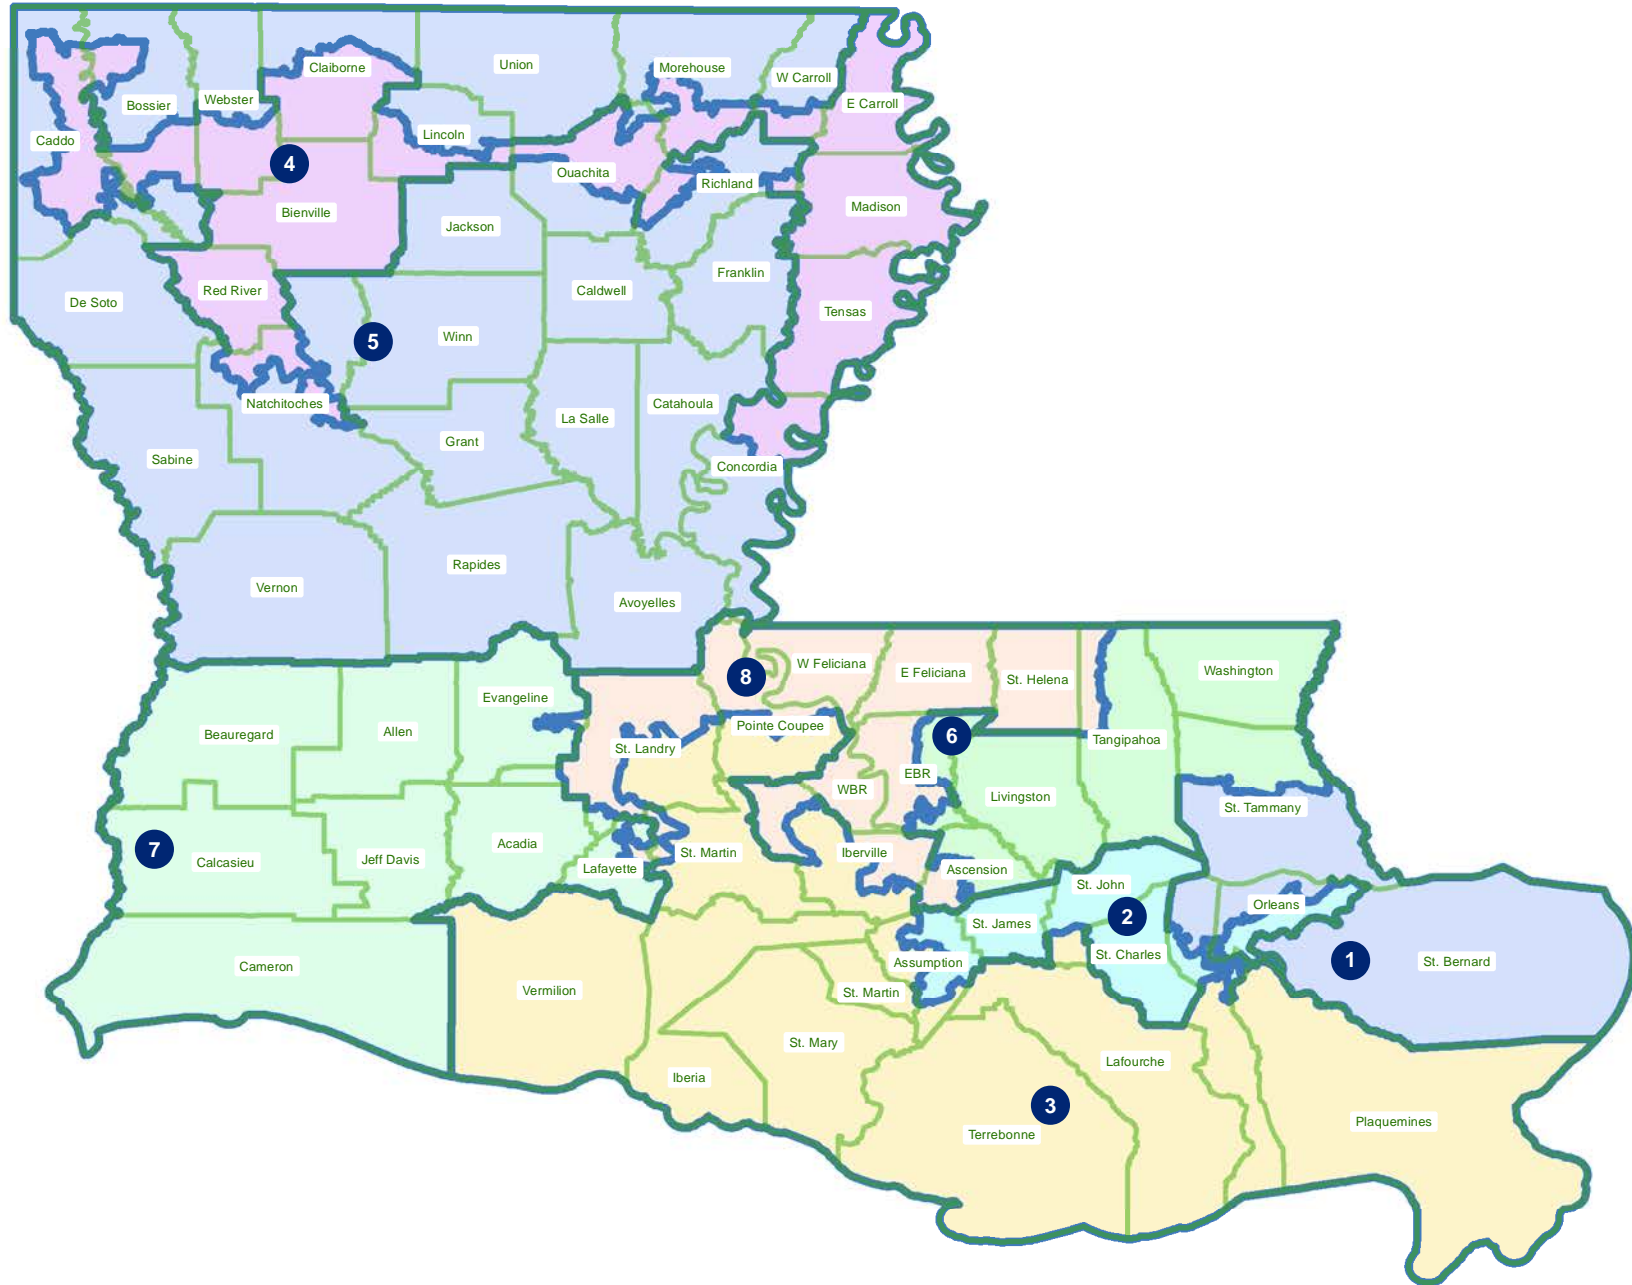 Claiborne
Union
Morehouse
W Carroll
Bossier
Webster
E Carroll
Caddo
Lincoln
4
Ouachita
Richland
Bienville
Madison
Jackson
Red River
Caldwell
Franklin
De Soto
Tensas
5
Winn
Natchitoches
Catahoula
La Salle
Grant
Sabine
Concordia
Vernon
Rapides
Avoyelles
8
W Feliciana
E Feliciana
St. Helena
Washington
Evangeline
Beauregard
Allen
Pointe Coupee
6
Tangipahoa
St. Landry
EBR
WBR
Livingston
St. Tammany
7
Calcasieu
Jeff Davis
Acadia
Lafayette
St. Martin
Iberville
Ascension
St. John
Orleans
2
St. James
St. Charles
1
St. Bernard
Cameron
Assumption
Vermilion
St. Martin
St. Mary
Iberia
Lafourche
3
Terrebonne
Plaquemines